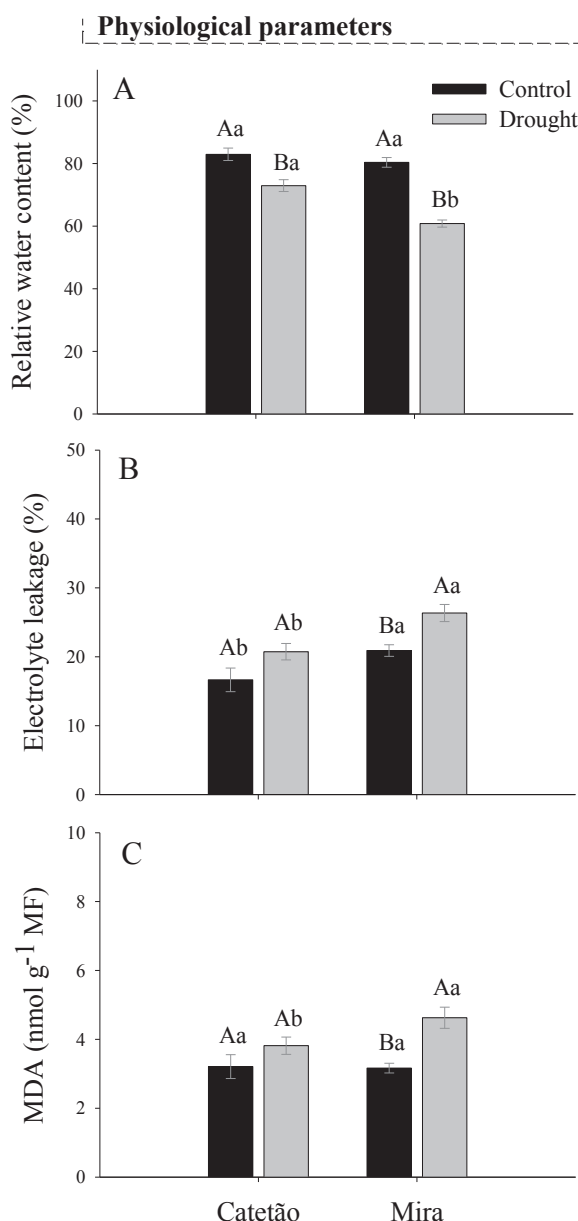 Physiological parameters
A
Control
Drought
Relative water content (%)
100
80
60
40
20
0
Aa
Ba
Aa
Bb
B
Electrolyte leakage (%)
50
40
30
20
10
0
Ab
Ab
Ba
Aa
C
MDA (nmol g⁻¹ MF)
10
8
6
4
2
0
Aa
Ab
Ba
Aa
Catetão
Mira